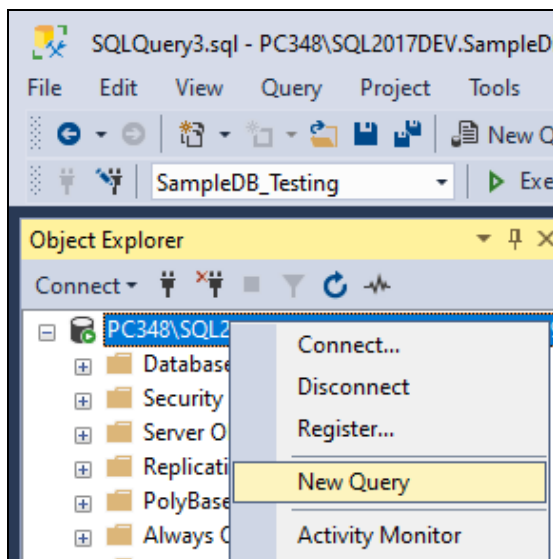 SQLQuery3.sql - PC348\SQL2017DEV.SampleD
File Edit View Query Project Tools
New Q
SampleDB_Testing Exe
Object Explorer
Connect
PC348\SQL2
Connect...
Database
Disconnect
Security
Register...
Server O
Replicati
New Query
PolyBase
Always O
Activity Monitor